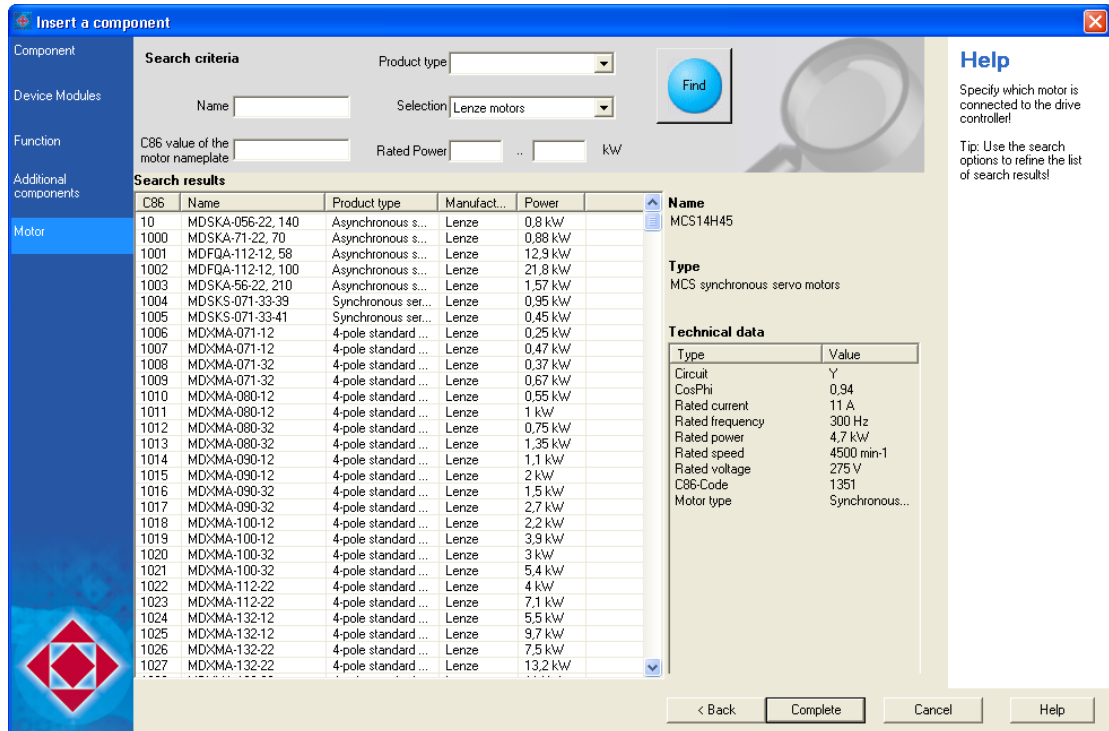 Insert a component
Component
Device Modules
Function
Additional
components
Motor
Search criteria
Product type
Name
Selection Lenze motors
C86 value of the
motor nameplate
Rated Power .. kW
Find
Search results
C86 Name Product type Manufact... Power
10 MDSKA-056-22, 140 Asynchronous s... Lenze 0,8 kW
1000 MDSKA-71-22, 70 Asynchronous s... Lenze 0,88 kW
1001 MDFQA-112-12, 58 Asynchronous s... Lenze 12,9 kW
1002 MDFQA-112-12, 100 Asynchronous s... Lenze 21,8 kW
1003 MDSKA-56-22, 210 Asynchronous s... Lenze 1,57 kW
1004 MDSKS-071-33-39 Synchronous ser... Lenze 0,95 kW
1005 MDSKS-071-33-41 Synchronous ser... Lenze 0,45 kW
1006 MDXMA-071-12 4-pole standard ... Lenze 0,25 kW
1007 MDXMA-071-12 4-pole standard ... Lenze 0,47 kW
1008 MDXMA-071-32 4-pole standard ... Lenze 0,37 kW
1009 MDXMA-071-32 4-pole standard ... Lenze 0,67 kW
1010 MDXMA-080-12 4-pole standard ... Lenze 0,55 kW
1011 MDXMA-080-12 4-pole standard ... Lenze 1 kW
1012 MDXMA-080-32 4-pole standard ... Lenze 0,75 kW
1013 MDXMA-080-32 4-pole standard ... Lenze 1,35 kW
1014 MDXMA-090-12 4-pole standard ... Lenze 1,1 kW
1015 MDXMA-090-12 4-pole standard ... Lenze 2 kW
1016 MDXMA-090-32 4-pole standard ... Lenze 1,5 kW
1017 MDXMA-090-32 4-pole standard ... Lenze 2,7 kW
1018 MDXMA-100-12 4-pole standard ... Lenze 2,2 kW
1019 MDXMA-100-12 4-pole standard ... Lenze 3,9 kW
1020 MDXMA-100-32 4-pole standard ... Lenze 3 kW
1021 MDXMA-100-32 4-pole standard ... Lenze 5,4 kW
1022 MDXMA-112-22 4-pole standard ... Lenze 4 kW
1023 MDXMA-112-22 4-pole standard ... Lenze 7,1 kW
1024 MDXMA-132-12 4-pole standard ... Lenze 5,5 kW
1025 MDXMA-132-12 4-pole standard ... Lenze 9,7 kW
1026 MDXMA-132-22 4-pole standard ... Lenze 7,5 kW
1027 MDXMA-132-22 4-pole standard ... Lenze 13,2 kW
Name
MCS14H45
Type
MCS synchronous servo motors
Technical data
Type Value
Circuit Y
CosPhi 0,94
Rated current 11 A
Rated frequency 300 Hz
Rated power 4,7 kW
Rated speed 4500 min-1
Rated voltage 275 V
C86-Code 1351
Motor type Synchronous...
Help
Specify which motor is
connected to the drive
controller!
Tip: Use the search
options to refine the list
of search results!
< Back
Complete
Cancel
Help